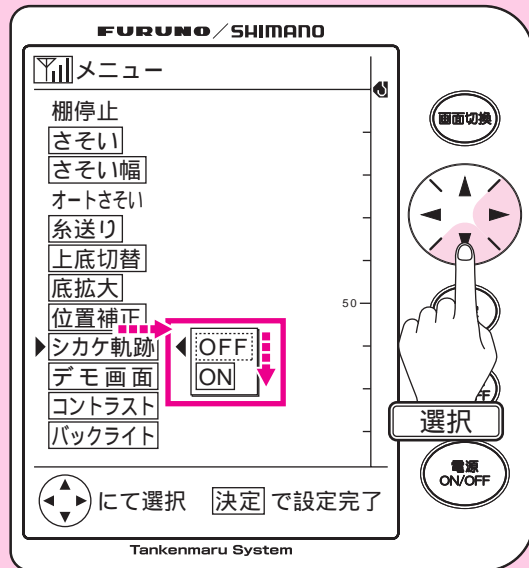 FURUNO/SHIMANO
メニュー
棚停止
さそい
さそい幅
オートさそい
糸送り
上底切替
底拡大
位置補正
シカケ軌跡
デモ画面
コントラスト
バックライト
OFF
ON
50
にて選択 決定 で設定完了
Tankenmaru System
画面切換
選択
電源
ON/OFF